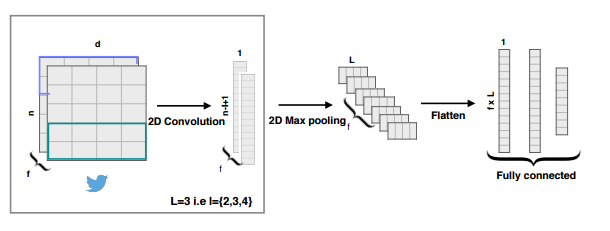 d
n
f
2D Convolution
L=3 i.e l={2,3,4}
1
n-l+1
f
2D Max pooling
L
f
Flatten
1
f x L
Fully connected